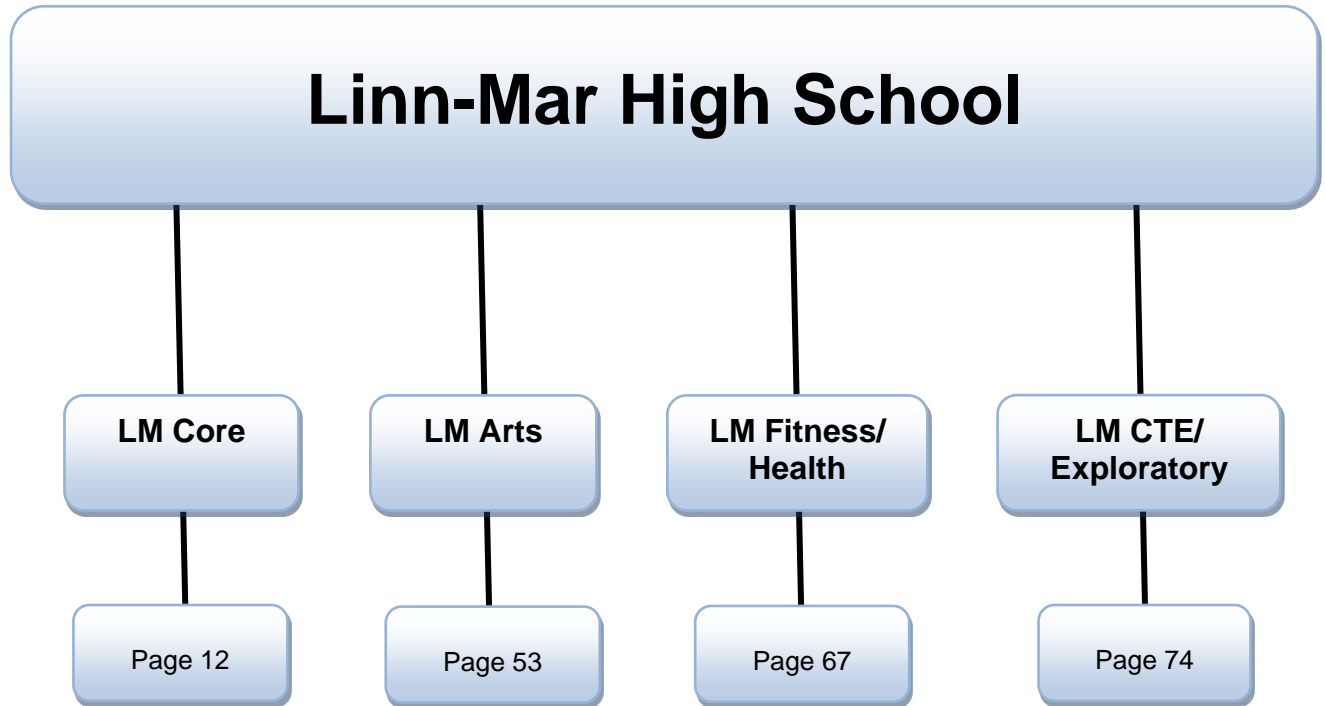 Linn-Mar High School
LM Core
LM Arts
LM Fitness/
Health
LM CTE/
Exploratory
Page 12
Page 53
Page 67
Page 74